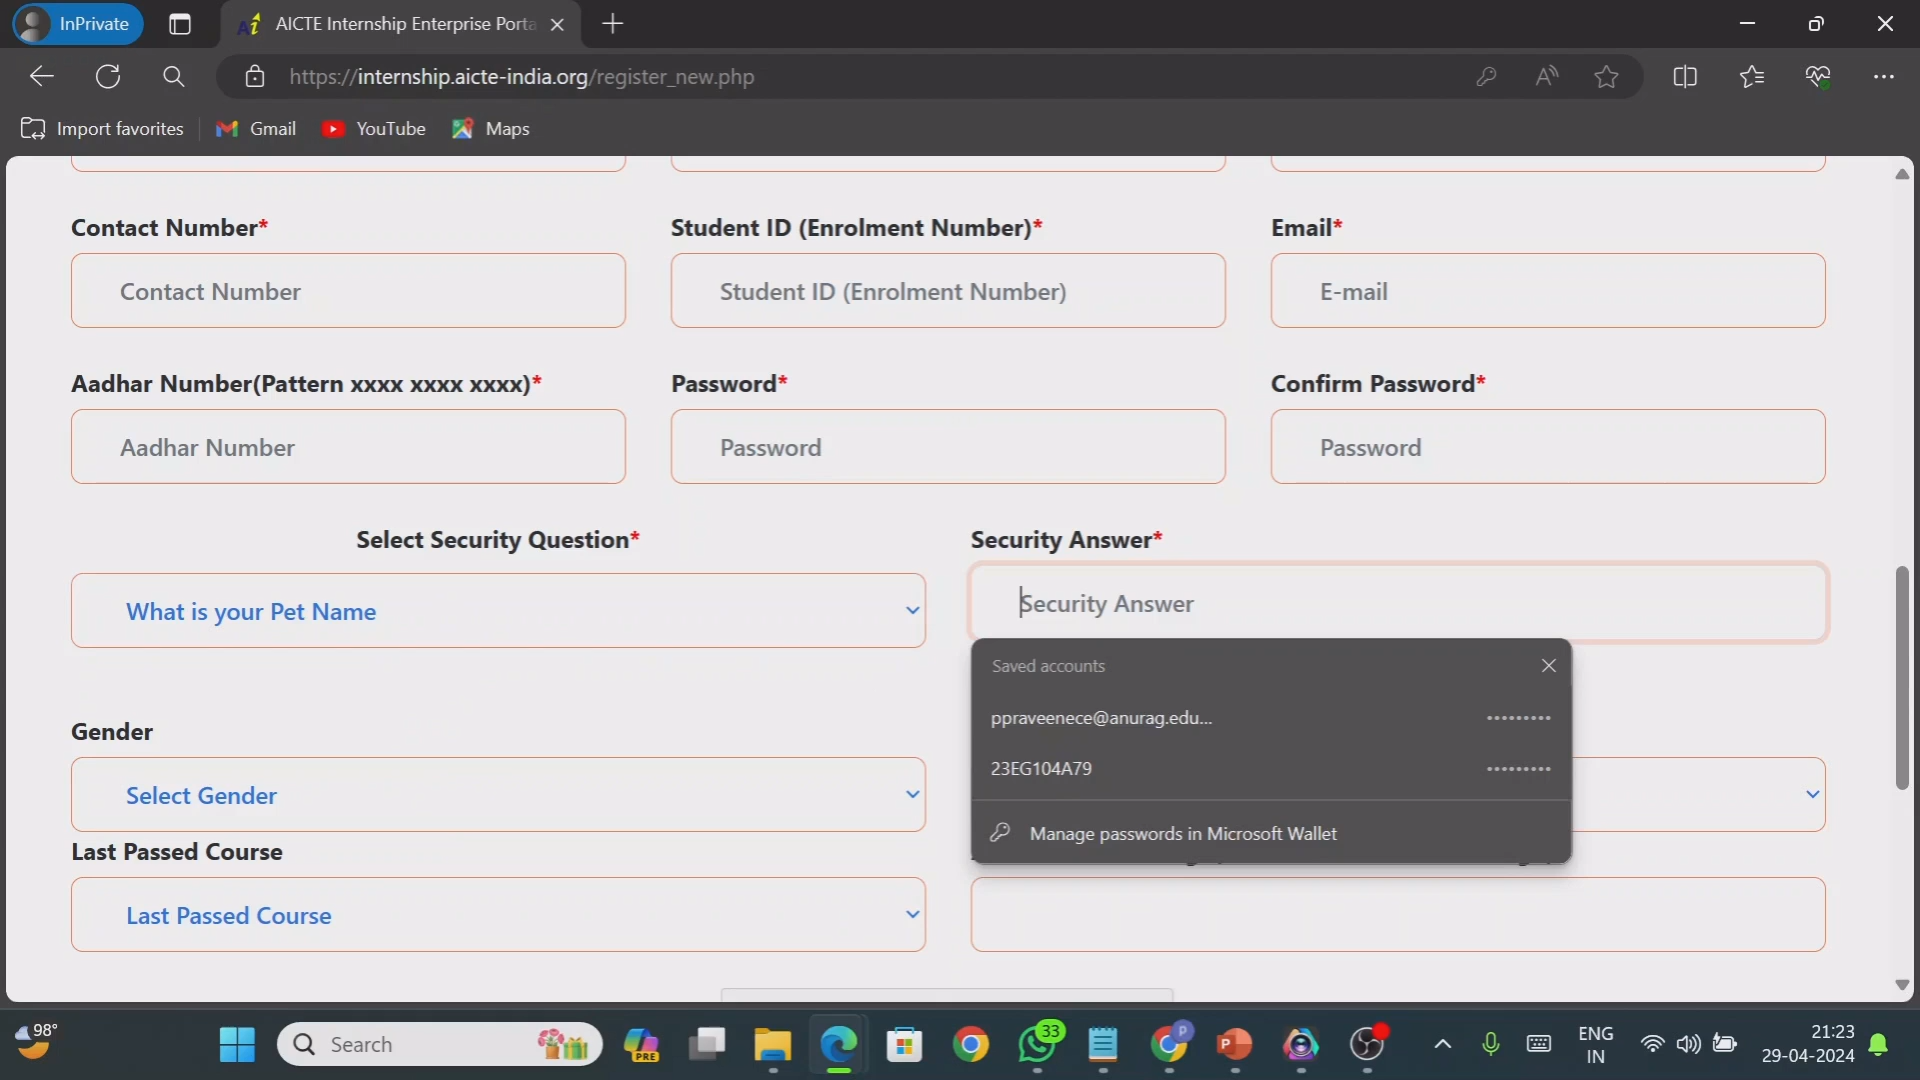 InPrivate
AICTE Internship Enterprise Porta
https://internship.aicte-india.org/register_new.php
Import favorites
Gmail
YouTube
Maps
Contact Number*
Student ID (Enrolment Number)*
Email*
Contact Number
Student ID (Enrolment Number)
E-mail
Aadhar Number(Pattern xxxx xxxx xxxx)*
Password*
Confirm Password*
Aadhar Number
Password
Password
Select Security Question*
Security Answer*
What is your Pet Name
Security Answer
Saved accounts
ppraveenece@anurag.edu...
23EG104A79
Manage passwords in Microsoft Wallet
Gender
Select Gender
Last Passed Course
Last Passed Course
98°
Search
PRE
33
P
P
ENG
IN
21:23
29-04-2024